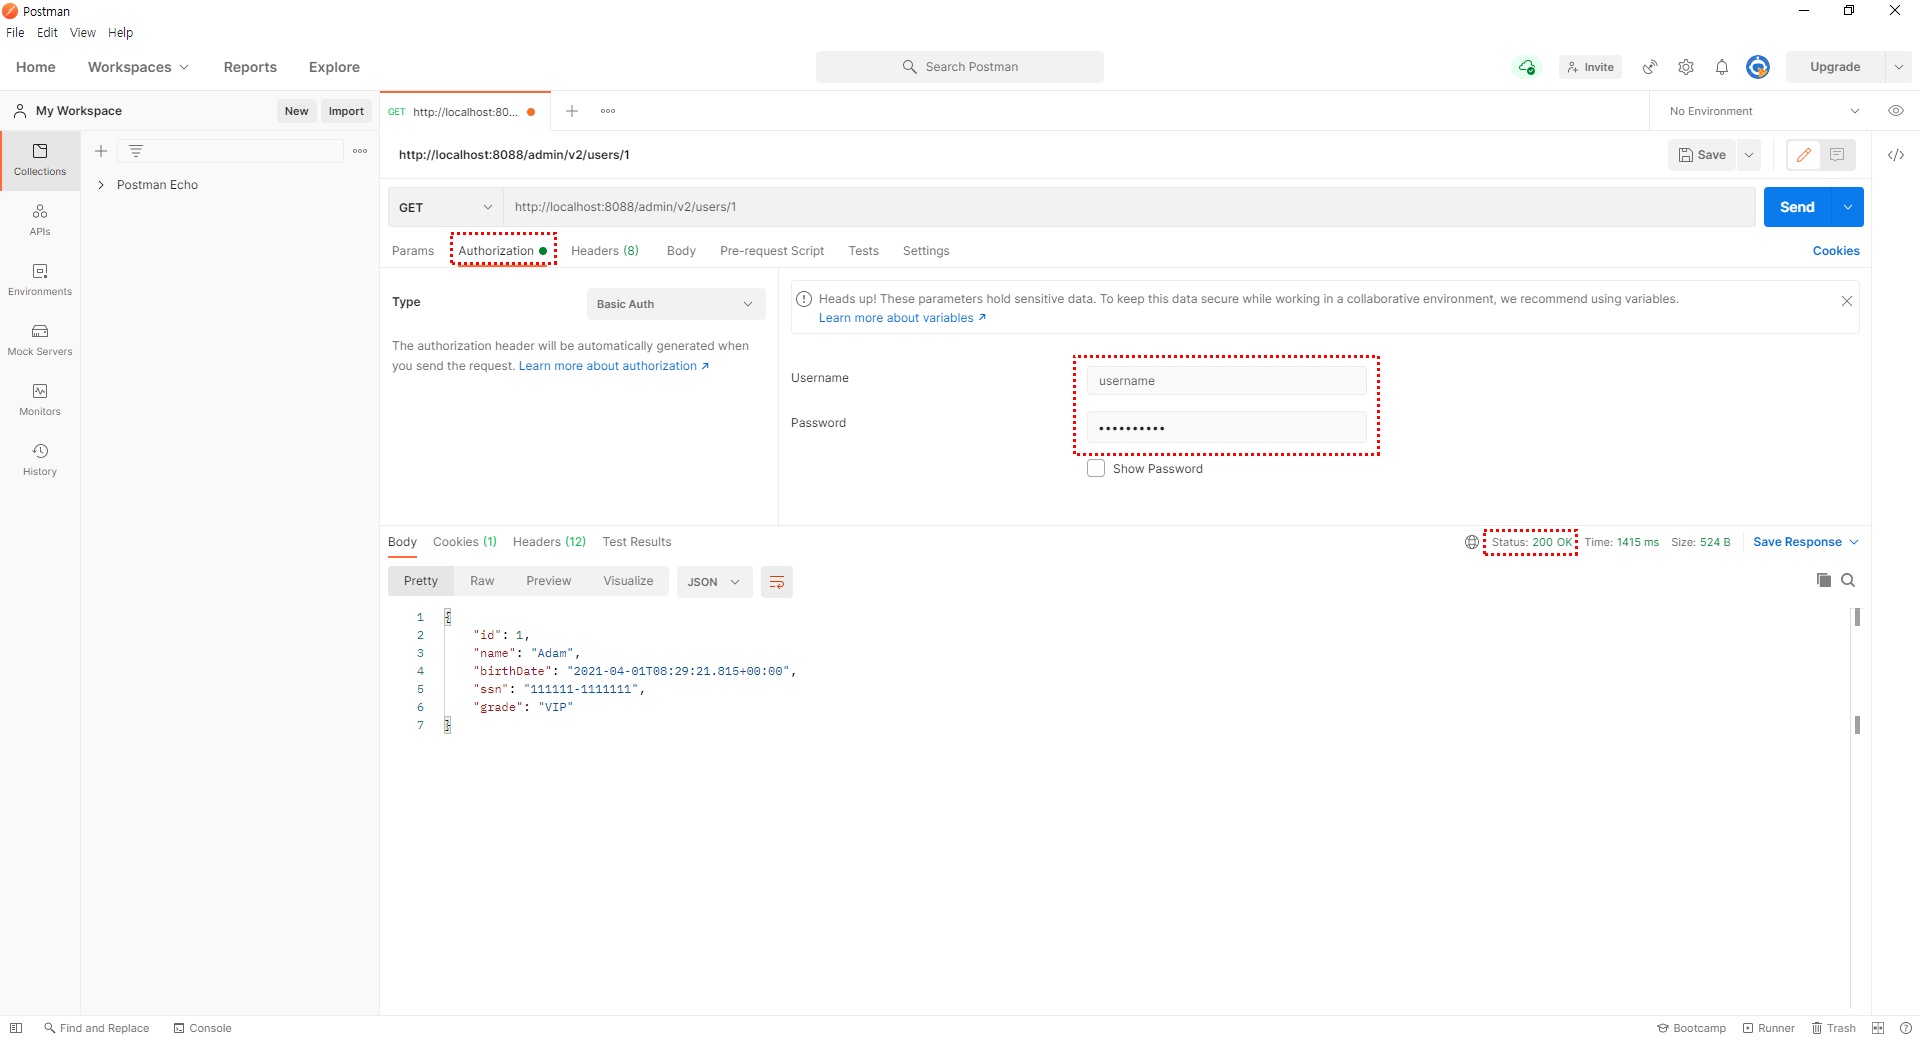 Postman
File Edit View Help
Home Workspaces Reports Explore Search Postman Invite Upgrade
My Workspace New Import GET http://localhost:80... No Environment
http://localhost:8088/admin/v2/users/1 Save
Collections
Postman Echo
GET http://localhost:8088/admin/v2/users/1 Send
APIs
Params Authorization Headers (8) Body Pre-request Script Tests Settings Cookies
Environments
Mock Servers
Monitors
History
Type Basic Auth
The authorization header will be automatically generated when
you send the request. Learn more about authorization
Heads up! These parameters hold sensitive data. To keep this data secure while working in a collaborative environment, we recommend using variables.
Learn more about variables
Username username
Password ••••••••••
Show Password
Body Cookies (1) Headers (12) Test Results Status: 200 OK Time: 1415 ms Size: 524 B Save Response
Pretty Raw Preview Visualize JSON
1 {
2 "id": 1,
3 "name": "Adam",
4 "birthDate": "2021-04-01T08:29:21.815+00:00",
5 "ssn": "111111-1111111",
6 "grade": "VIP"
7 }
Find and Replace Console Bootcamp Runner Trash